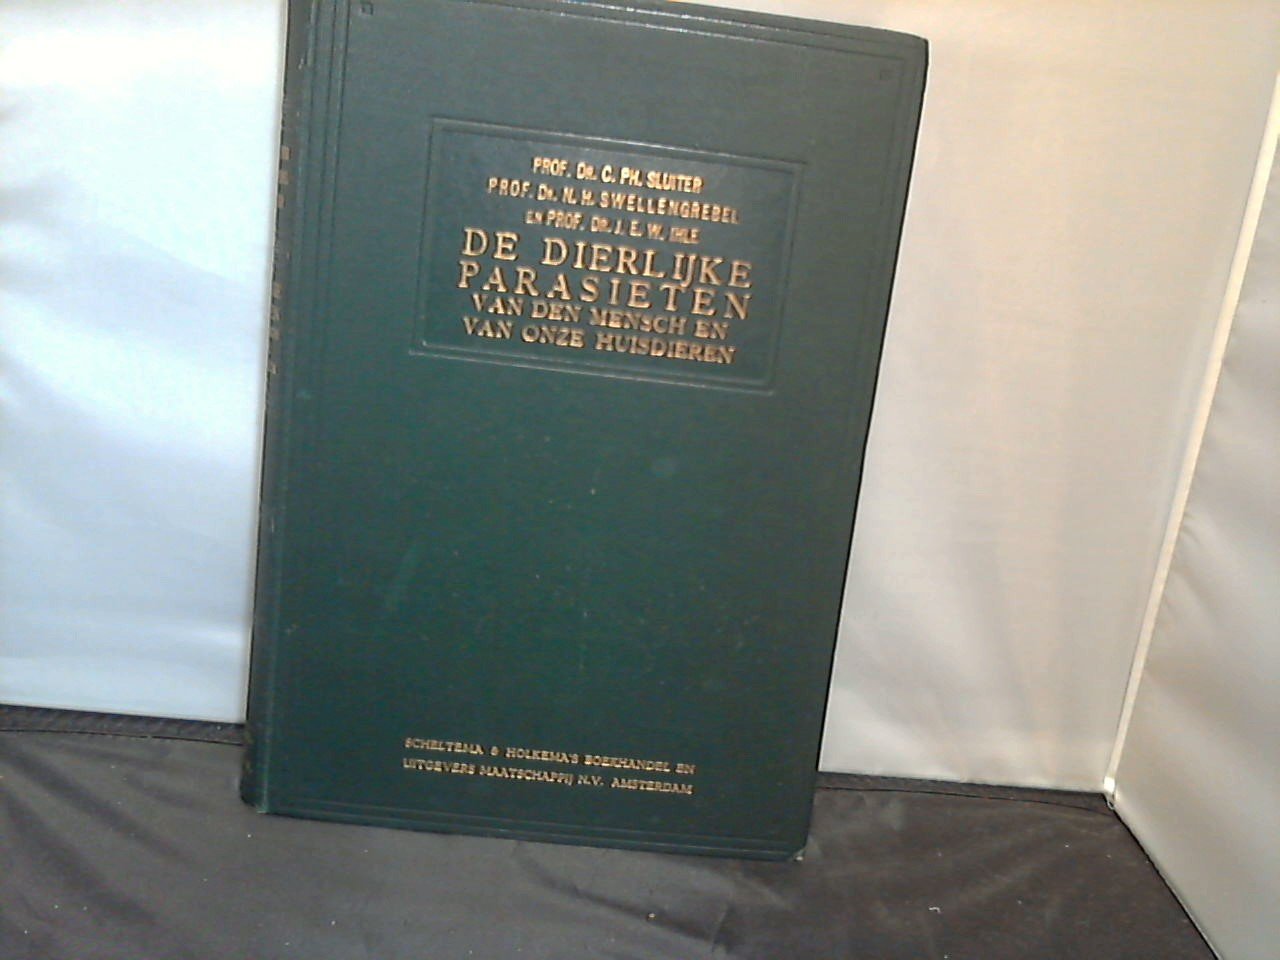 PROF. DR. C. PH. SLUITER
PROF. DR. N. H. SWELLENGREBEL
EN PROF. DR. J. E. W. IHLE
DE DIERLIJKE
PARASIETEN
VAN DEN MENSCH EN
VAN ONZE HUISDIEREN
SCHELTEMA & HOLKEMA'S BOEKHANDEL EN
UITGEVERS MAATSCHAPPIJ N.V. AMSTERDAM